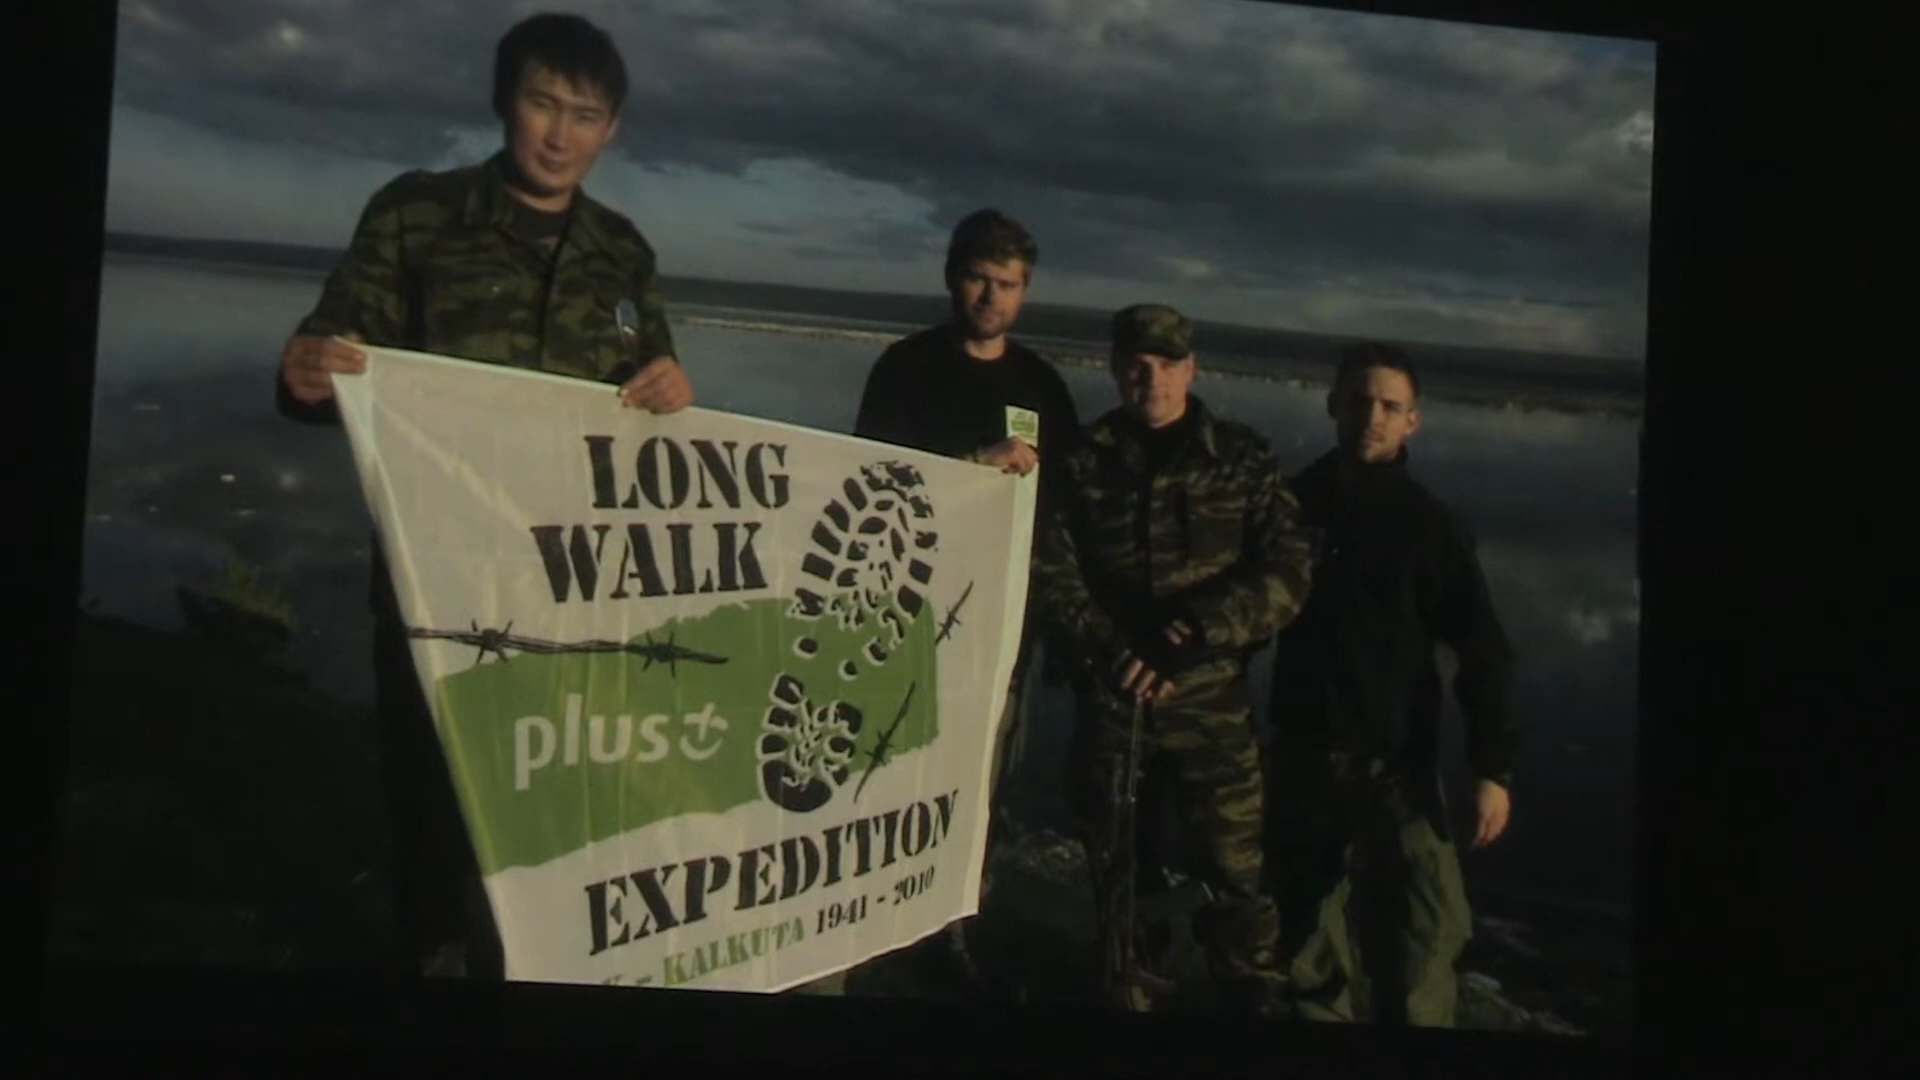 LONG
WALK
plus
EXPEDITION
- KALKUTA 1941 - 2010